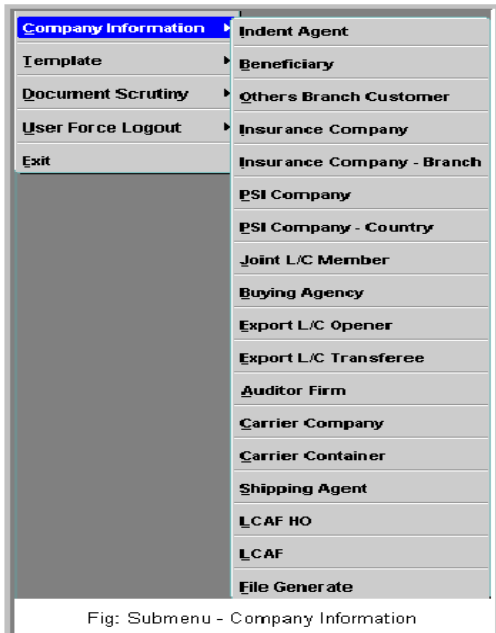 Company Information
Template
Document Scrutiny
User Force Logout
Exit
Indent Agent
Beneficiary
Others Branch Customer
Insurance Company
Insurance Company - Branch
PSI Company
PSI Company - Country
Joint L/C Member
Buying Agency
Export L/C Opener
Export L/C Transferee
Auditor Firm
Carrier Company
Carrier Container
Shipping Agent
LCAF HO
LCAF
File Generate
Fig: Submenu - Company Information